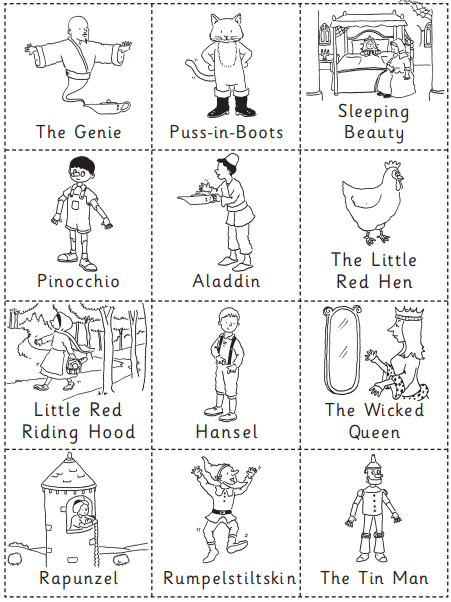 The Genie
Puss-in-Boots
Sleeping
Beauty
Pinocchio
Aladdin
The Little
Red Hen
Little Red
Riding Hood
Hansel
The Wicked
Queen
Rapunzel
Rumpelstiltskin
The Tin Man